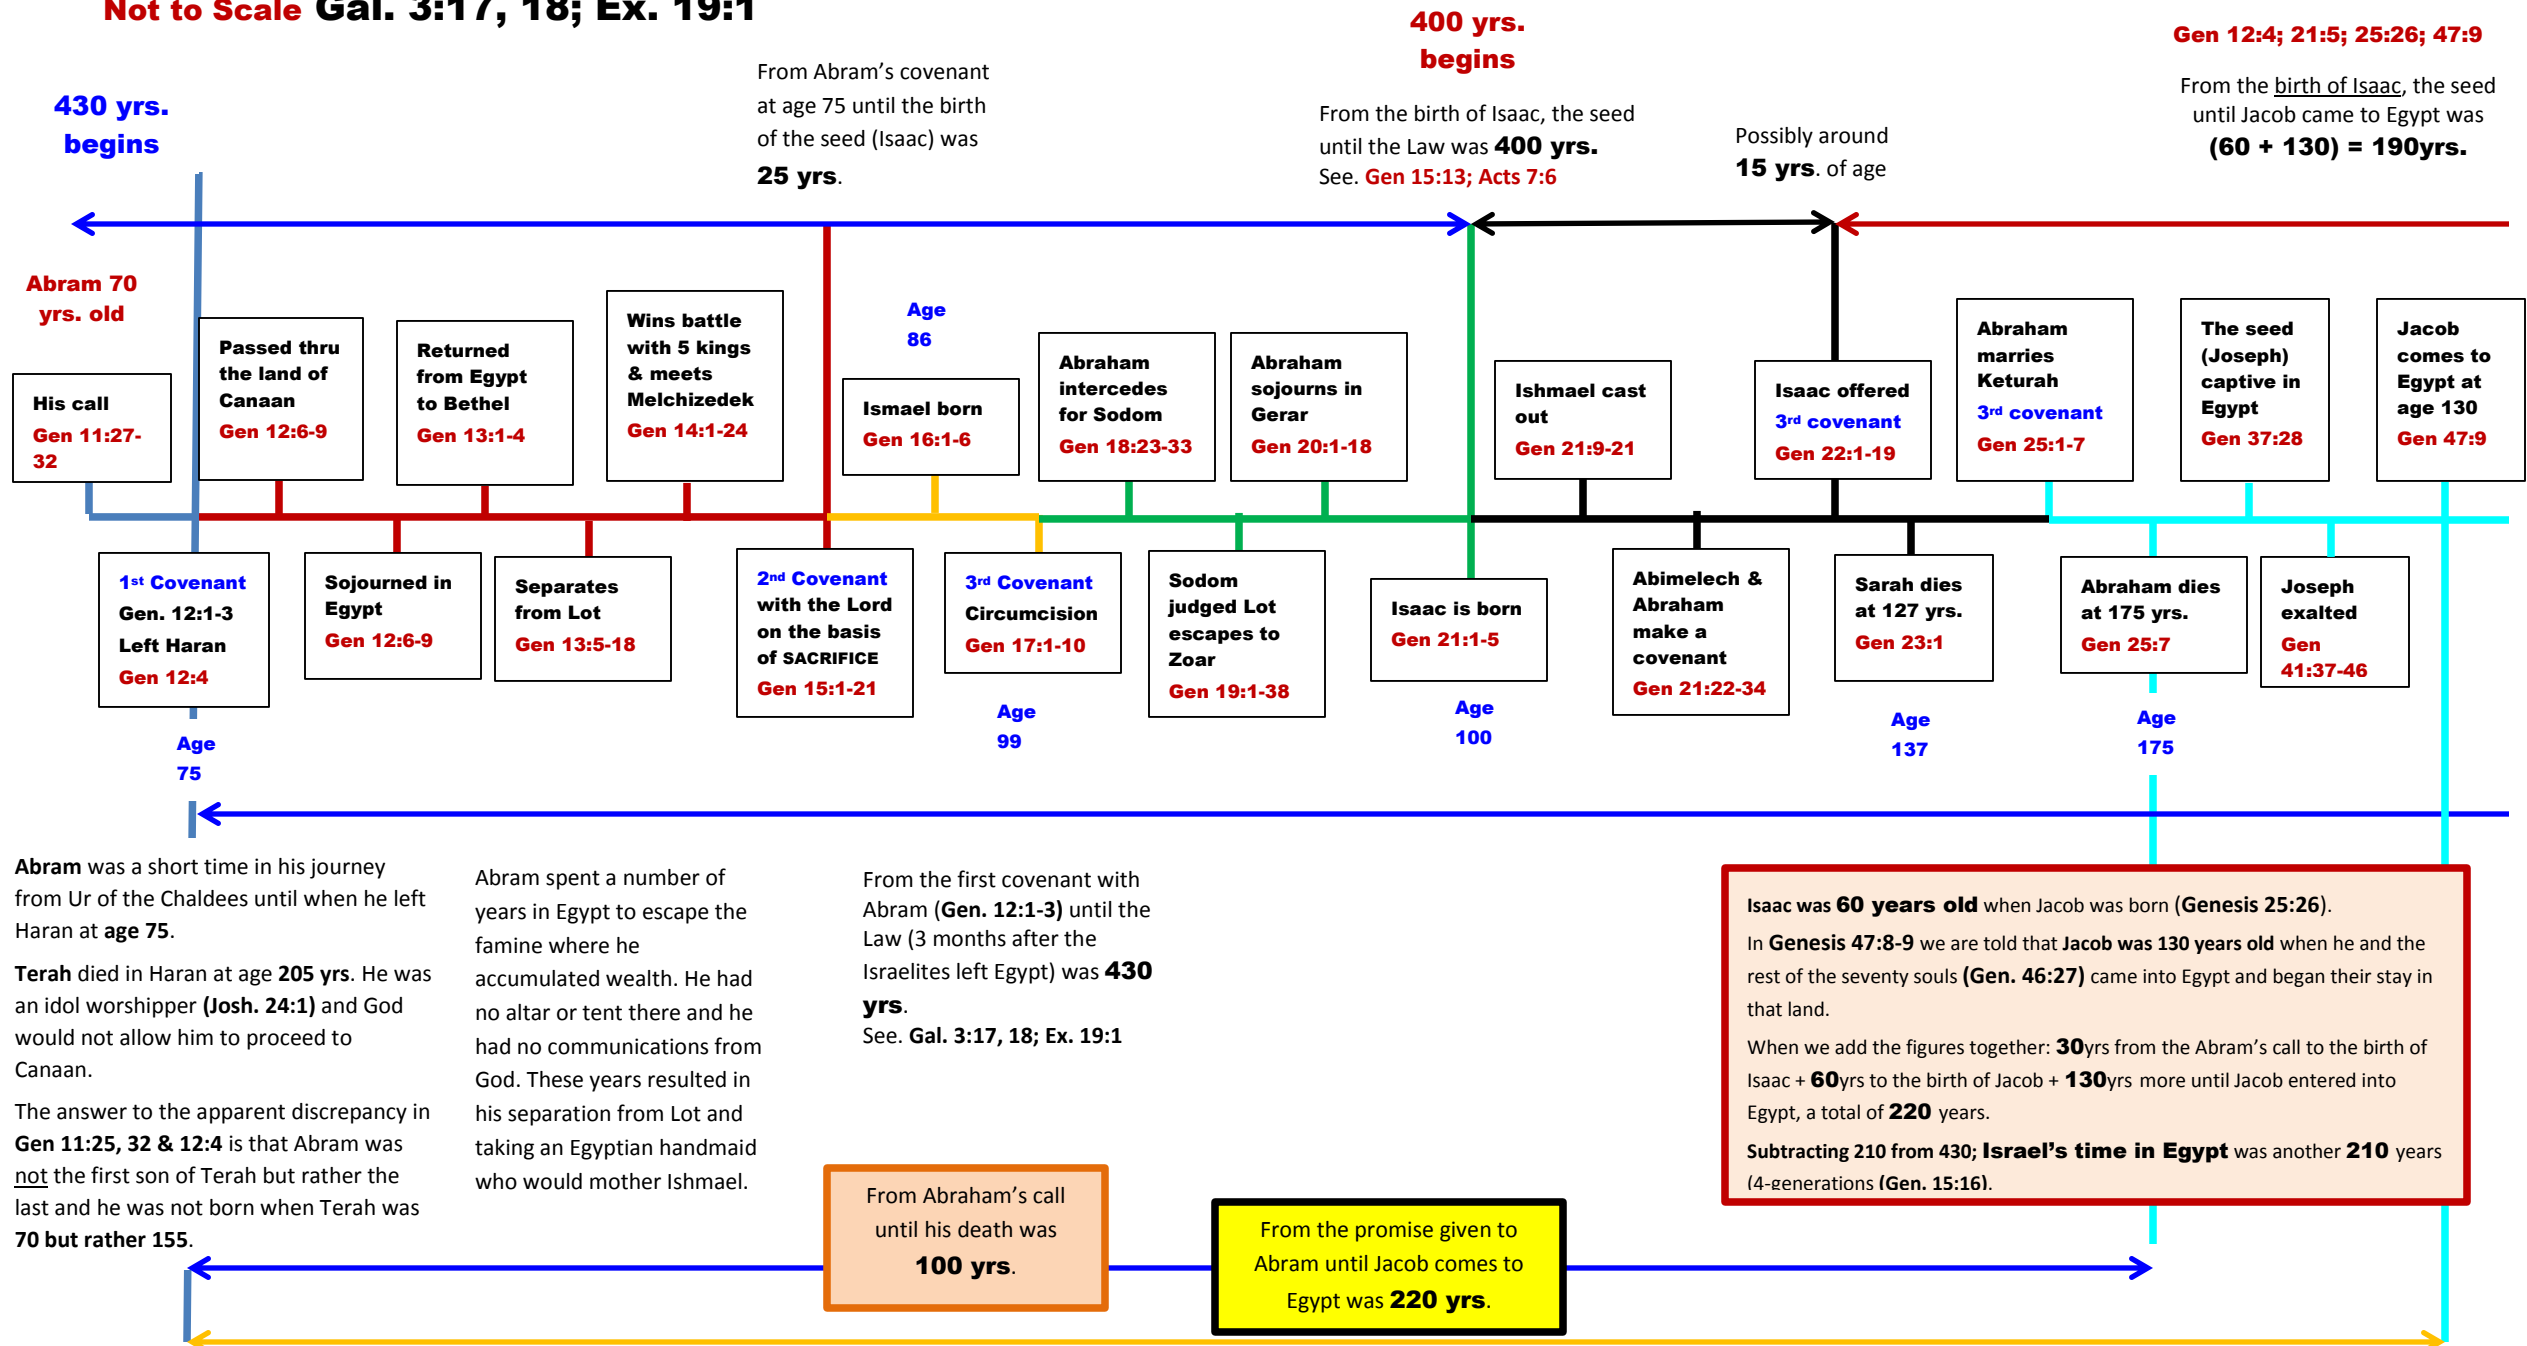 Not to Scale Gal. 3:17, 18; Ex. 19:1
430 yrs.
begins
From Abram’s covenant
at age 75 until the birth
of the seed (Isaac) was
25 yrs.
400 yrs.
begins
From the birth of Isaac, the seed
until the Law was 400 yrs.
See. Gen 15:13; Acts 7:6
Possibly around
15 yrs. of age
Gen 12:4; 21:5; 25:26; 47:9
From the birth of Isaac, the seed
until Jacob came to Egypt was
(60 + 130) = 190yrs.
Abram 70
yrs. old
His call
Gen 11:27-
32
Passed thru
the land of
Canaan
Gen 12:6-9
Returned
from Egypt
to Bethel
Gen 13:1-4
Wins battle
with 5 kings
& meets
Melchizedek
Gen 14:1-24
Age
86
Ismael born
Gen 16:1-6
Abraham
intercedes
for Sodom
Gen 18:23-33
Abraham
sojourns in
Gerar
Gen 20:1-18
Ishmael cast
out
Gen 21:9-21
Isaac offered
3rd covenant
Gen 22:1-19
Abraham
marries
Keturah
3rd covenant
Gen 25:1-7
The seed
(Joseph)
captive in
Egypt
Gen 37:28
Jacob
comes to
Egypt at
age 130
Gen 47:9
1st Covenant
Gen. 12:1-3
Left Haran
Gen 12:4
Age
75
Sojourned in
Egypt
Gen 12:6-9
Separates
from Lot
Gen 13:5-18
2nd Covenant
with the Lord
on the basis
of SACRIFICE
Gen 15:1-21
3rd Covenant
Circumcision
Gen 17:1-10
Age
99
Sodom
judged Lot
escapes to
Zoar
Gen 19:1-38
Isaac is born
Gen 21:1-5
Age
100
Abimelech &
Abraham
make a
covenant
Gen 21:22-34
Sarah dies
at 127 yrs.
Gen 23:1
Age
137
Abraham dies
at 175 yrs.
Gen 25:7
Age
175
Joseph
exalted
Gen
41:37-46
Abram was a short time in his journey
from Ur of the Chaldees until when he left
Haran at age 75.
Terah died in Haran at age 205 yrs. He was
an idol worshipper (Josh. 24:1) and God
would not allow him to proceed to
Canaan.
The answer to the apparent discrepancy in
Gen 11:25, 32 & 12:4 is that Abram was
not the first son of Terah but rather the
last and he was not born when Terah was
70 but rather 155.
Abram spent a number of
years in Egypt to escape the
famine where he
accumulated wealth. He had
no altar or tent there and he
had no communications from
God. These years resulted in
his separation from Lot and
taking an Egyptian handmaid
who would mother Ishmael.
From the first covenant with
Abram (Gen. 12:1-3) until the
Law (3 months after the
Israelites left Egypt) was 430
yrs.
See. Gal. 3:17, 18; Ex. 19:1
Isaac was 60 years old when Jacob was born (Genesis 25:26).
In Genesis 47:8-9 we are told that Jacob was 130 years old when he and the
rest of the seventy souls (Gen. 46:27) came into Egypt and began their stay in
that land.
When we add the figures together: 30yrs from the Abram’s call to the birth of
Isaac + 60yrs to the birth of Jacob + 130yrs more until Jacob entered into
Egypt, a total of 220 years.
Subtracting 210 from 430; Israel’s time in Egypt was another 210 years
(4-generations (Gen. 15:16).
From Abraham’s call
until his death was
100 yrs.
From the promise given to
Abram until Jacob comes to
Egypt was 220 yrs.